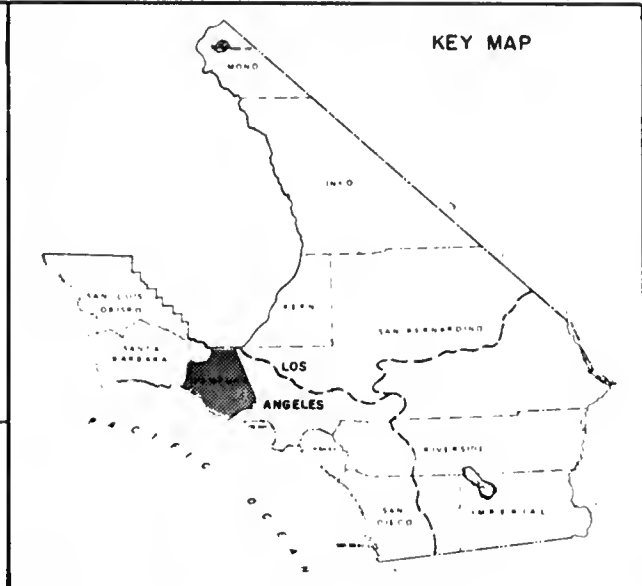 KEY MAP
MONO
INYO
SAN LUIS
OBISPO
KERN
SAN BERNARDINO
SANTA
BARBARA
VENTURA
LOS
ANGELES
PACIFIC OCEAN
RIVERSIDE
SAN
DIEGO
IMPERIAL